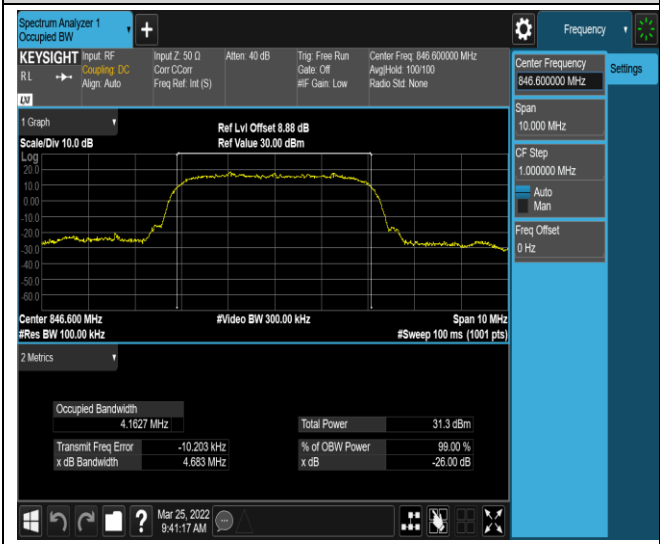 Spectrum Analyzer 1
Occupied BW
Frequency
KEYSIGHT
RL
LXI
Input: RF
Coupling: DC
Align: Auto
Input Z: 50 Ω
Corr CCorr
Freq Ref: Int (S)
Atten: 40 dB
Trig: Free Run
Gate: Off
#IF Gain: Low
Center Freq: 846.600000 MHz
Avg|Hold: 100/100
Radio Std: None
Center Frequency
846.600000 MHz
Settings
Span
10.000 MHz
CF Step
1.000000 MHz
Auto
Man
Freq Offset
0 Hz
1 Graph
Scale/Div 10.0 dB
Ref Lvl Offset 8.88 dB
Ref Value 30.00 dBm
Log
20.0
10.0
0.00
-10.0
-20.0
-30.0
-40.0
-50.0
-60.0
Center 846.600 MHz
#Video BW 300.00 kHz
Span 10 MHz
#Res BW 100.00 kHz
#Sweep 100 ms (1001 pts)
2 Metrics
Occupied Bandwidth
4.1627 MHz
Total Power 31.3 dBm
Transmit Freq Error -10.203 kHz
% of OBW Power 99.00 %
x dB Bandwidth 4.683 MHz
x dB -26.00 dB
?
Mar 25, 2022
9:41:17 AM